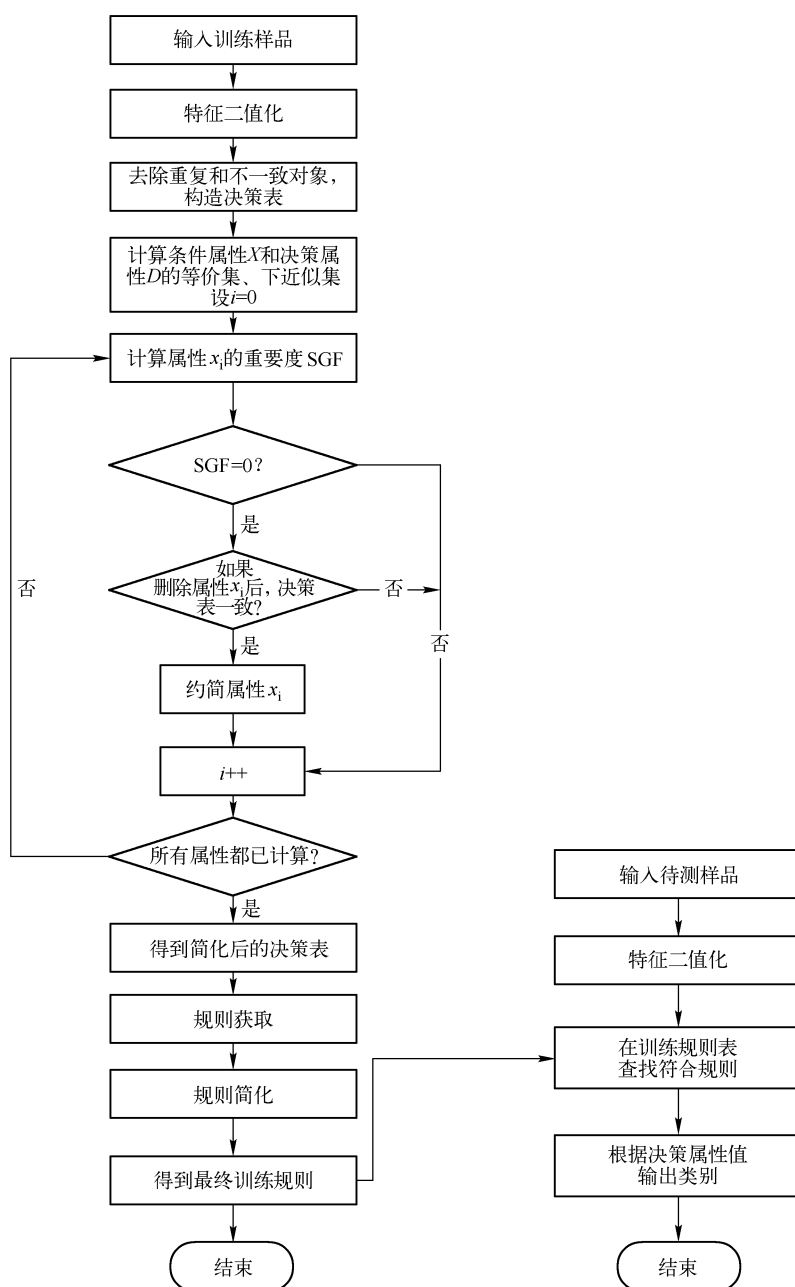 输入训练样品
特征二值化
去除重复和不一致对象，
构造决策表
计算条件属性X和决策属
性D的等价集、下近似集
设i=0
计算属性xi的重要度SGF
SGF=0？
是
如果
删除属性xi后，决策
表一致？
否
否
否
是
约简属性xi
i++
所有属性都已计算？
是
得到简化后的决策表
规则获取
规则简化
得到最终训练规则
结束
输入待测样品
特征二值化
在训练规则表
查找符合规则
根据决策属性值
输出类别
结束